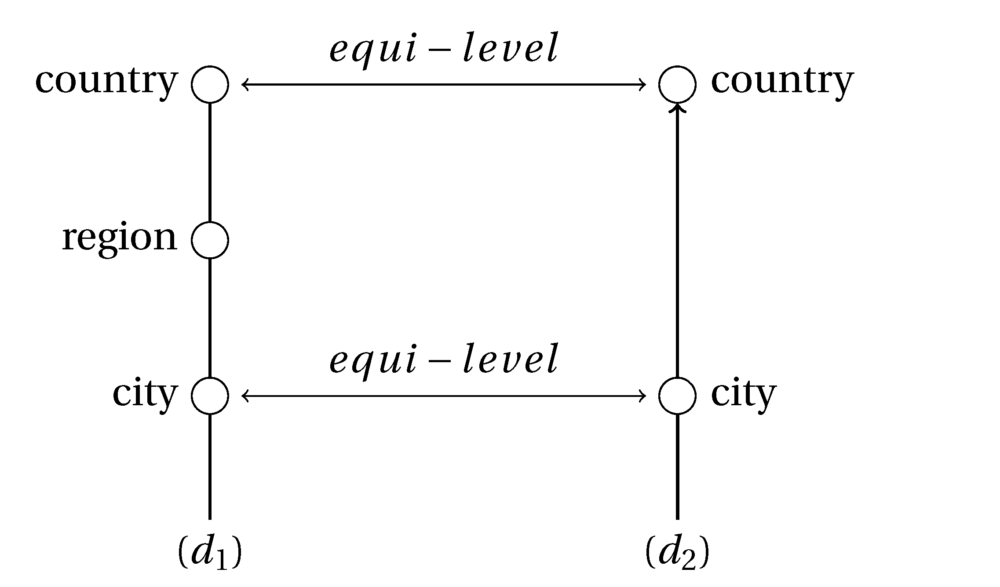 equi – level
country country
region
equi – level
city city
(d₁) (d₂)